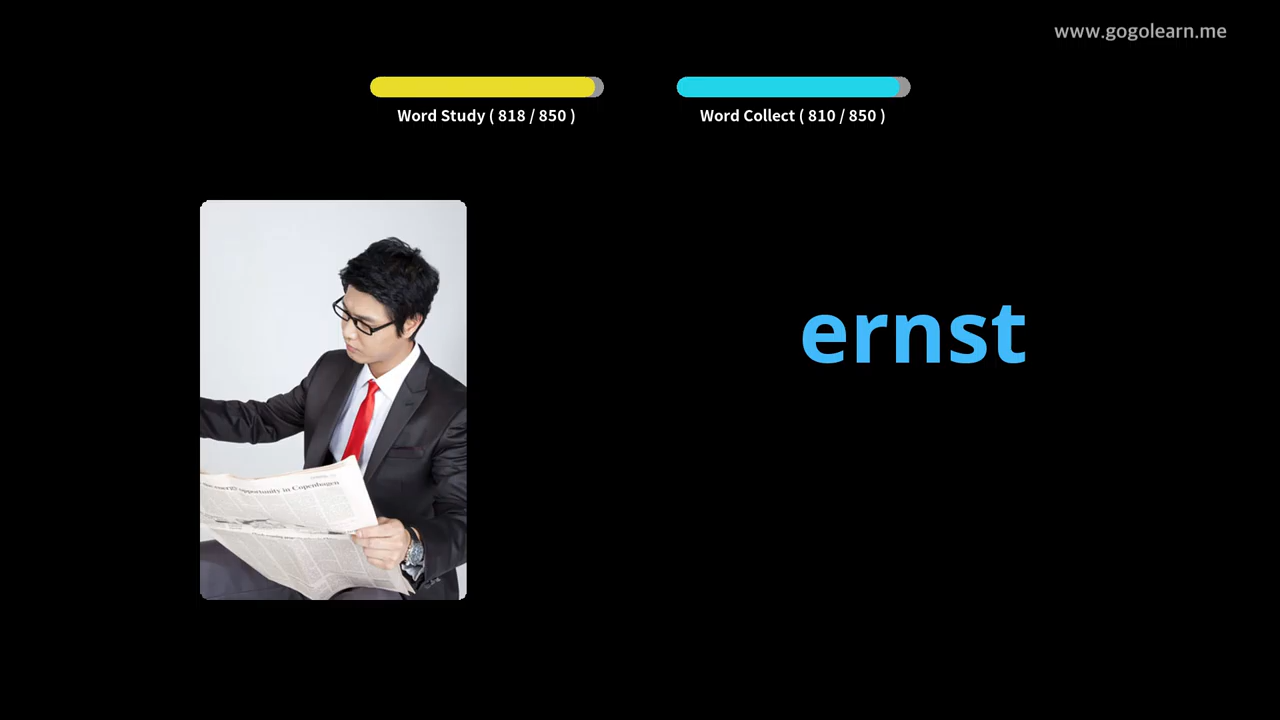 www.gogolearn.me
Word Study ( 818 / 850 )
Word Collect ( 810 / 850 )
ernst
opportunity in Copenhagen